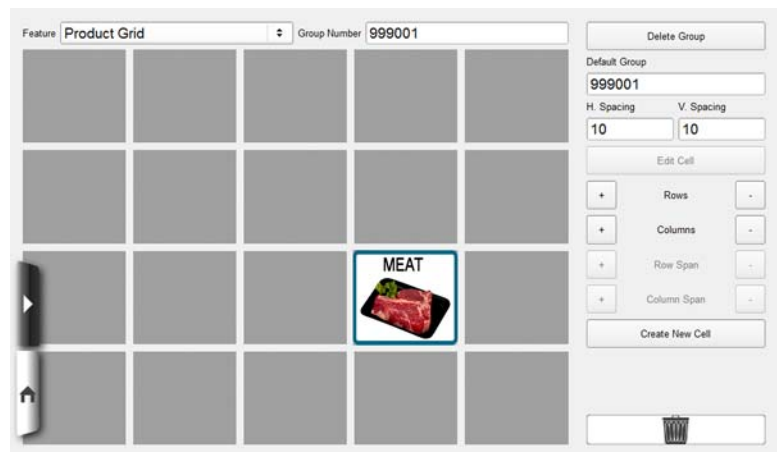 Feature Product Grid Group Number 999001
Delete Group
Default Group
999001
H. Spacing V. Spacing
10 10
Edit Cell
+ Rows -
+ Columns -
+ Row Span -
+ Column Span -
Create New Cell
MEAT